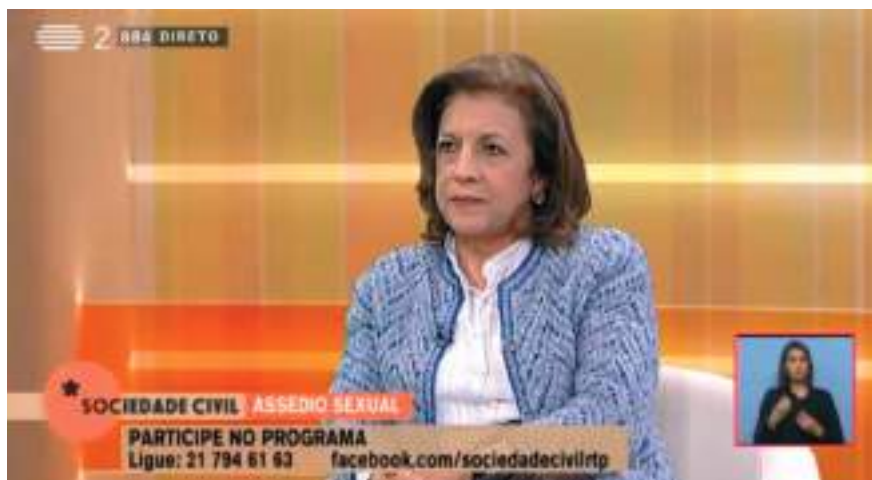 2 DIRETO
SOCIEDADE CIVIL ASSÉDIO SEXUAL
PARTICIPE NO PROGRAMA
Ligue: 21 794 61 63 facebook.com/sociedadecivilrtp